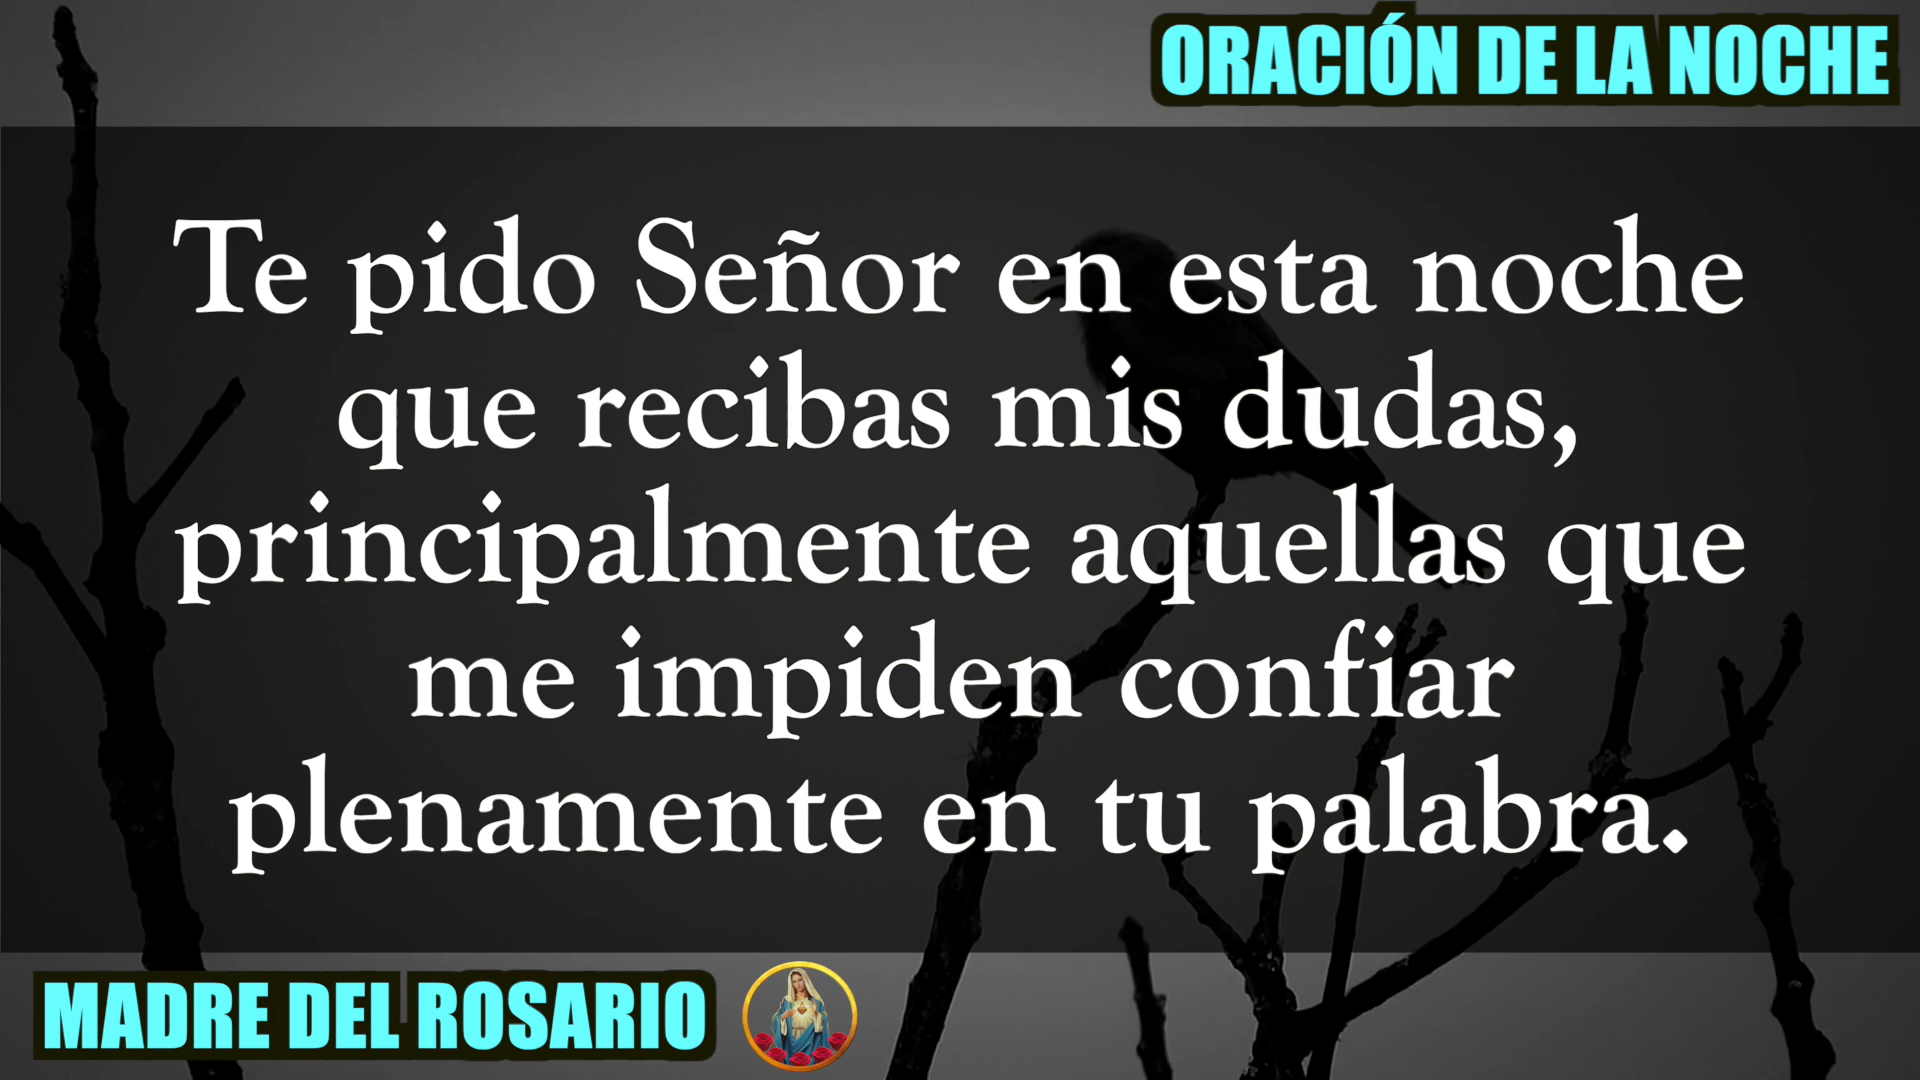 ORACIÓN DE LA NOCHE
Te pido Señor en esta noche
que recibas mis dudas,
principalmente aquellas que
me impiden confiar
plenamente en tu palabra.
MADRE DEL ROSARIO